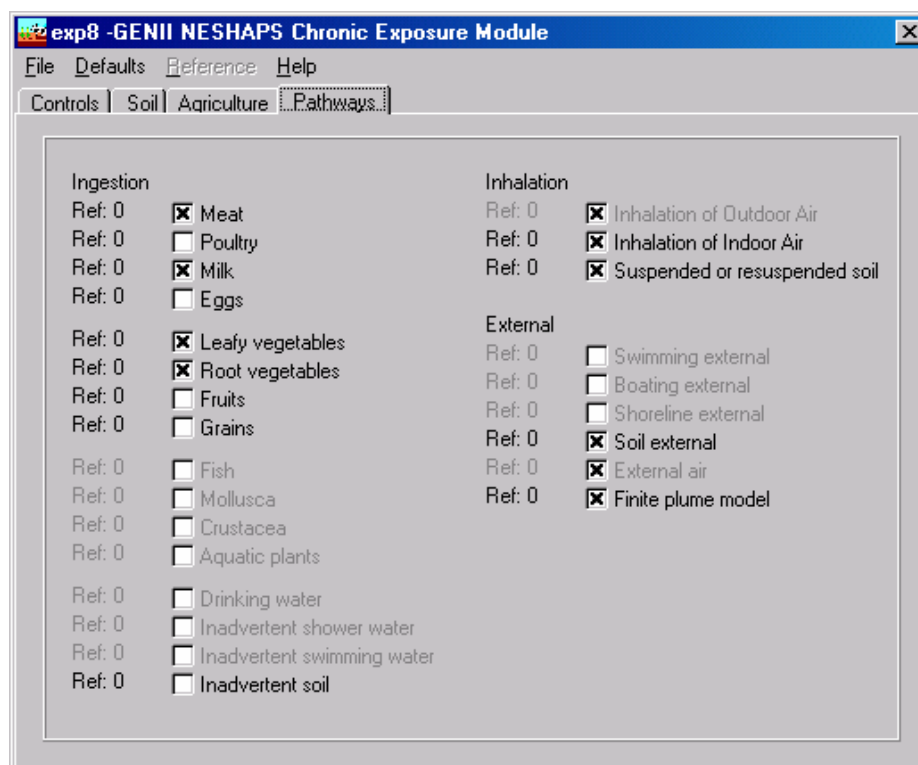 exp8 -GENII NESHAPS Chronic Exposure Module
File Defaults Reference Help
Controls Soil Agriculture Pathways
Ingestion
Ref: 0 Meat
Ref: 0 Poultry
Ref: 0 Milk
Ref: 0 Eggs
Ref: 0 Leafy vegetables
Ref: 0 Root vegetables
Ref: 0 Fruits
Ref: 0 Grains
Ref: 0 Fish
Ref: 0 Mollusca
Ref: 0 Crustacea
Ref: 0 Aquatic plants
Ref: 0 Drinking water
Ref: 0 Inadvertent shower water
Ref: 0 Inadvertent swimming water
Ref: 0 Inadvertent soil
Inhalation
Ref: 0 Inhalation of Outdoor Air
Ref: 0 Inhalation of Indoor Air
Ref: 0 Suspended or resuspended soil
External
Ref: 0 Swimming external
Ref: 0 Boating external
Ref: 0 Shoreline external
Ref: 0 Soil external
Ref: 0 External air
Ref: 0 Finite plume model